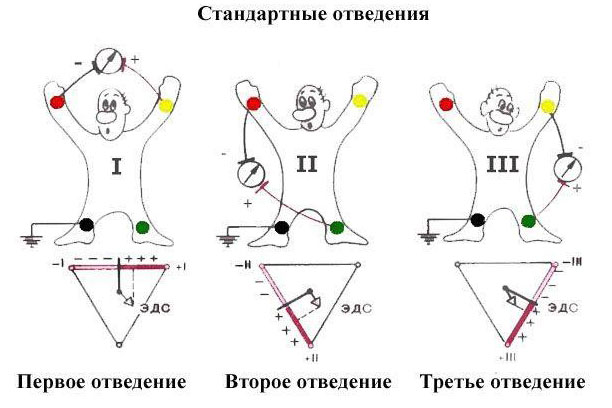 Стандартные отведения
- +
I
II
- +
III
- +
-I - - - + + + +I
ЭДС
-II - - - + + + +II
ЭДС
-III - - - + + + +III
ЭДС
Первое отведение Второе отведение Третье отведение